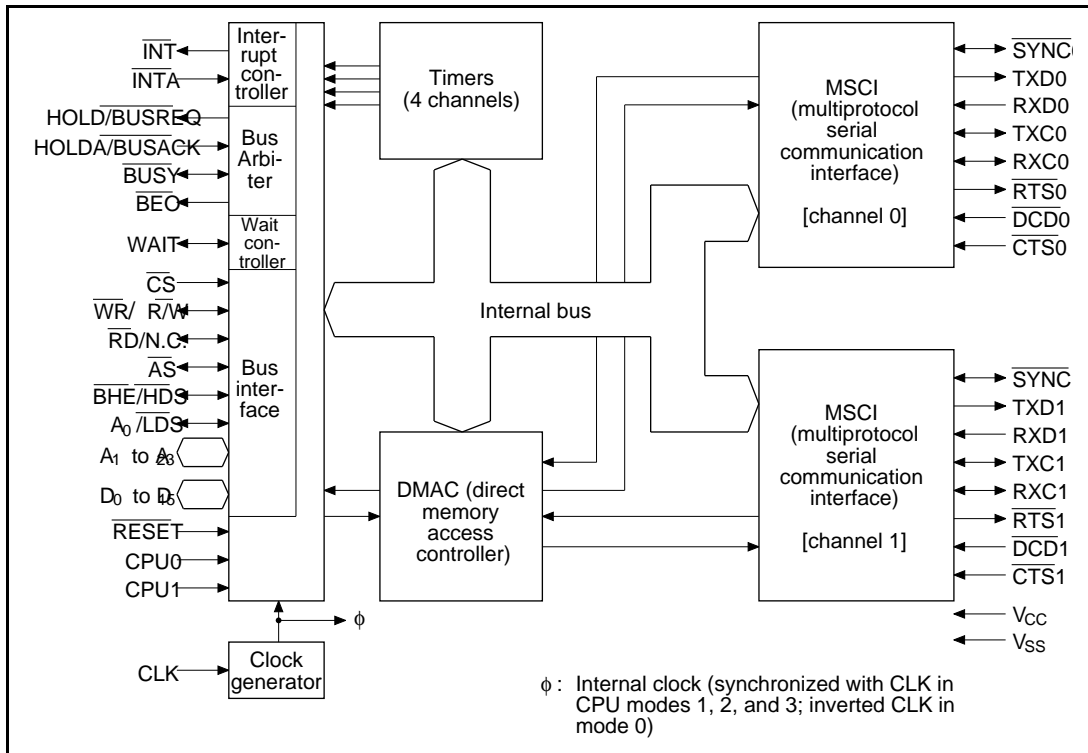 INT
INTA
HOLD/BUSREQ
HOLDA/BUSACK
BUSY
BEO
WAIT
CS
WR/ R/W
RD/N.C.
AS
BHE/HDS
A0/LDS
A1 to A23
D0 to D15
RESET
CPU0
CPU1
CLK
Inter-
rupt con-
troller
Bus
Arbi-
ter
Wait con-
troller
Bus
inter-
face
Clock
generator
φ
Timers
(4 channels)
Internal bus
DMAC (direct
memory
access
controller)
MSCI
(multiprotocol
serial
communication
interface)
[channel 0]
SYNC0
TXD0
RXD0
TXC0
RXC0
RTS0
DCD0
CTS0
MSCI
(multiprotocol
serial
communication
interface)
[channel 1]
SYNC
TXD1
RXD1
TXC1
RXC1
RTS1
DCD1
CTS1
VCC
VSS
φ : Internal clock (synchronized with CLK in
CPU modes 1, 2, and 3; inverted CLK in
mode 0)